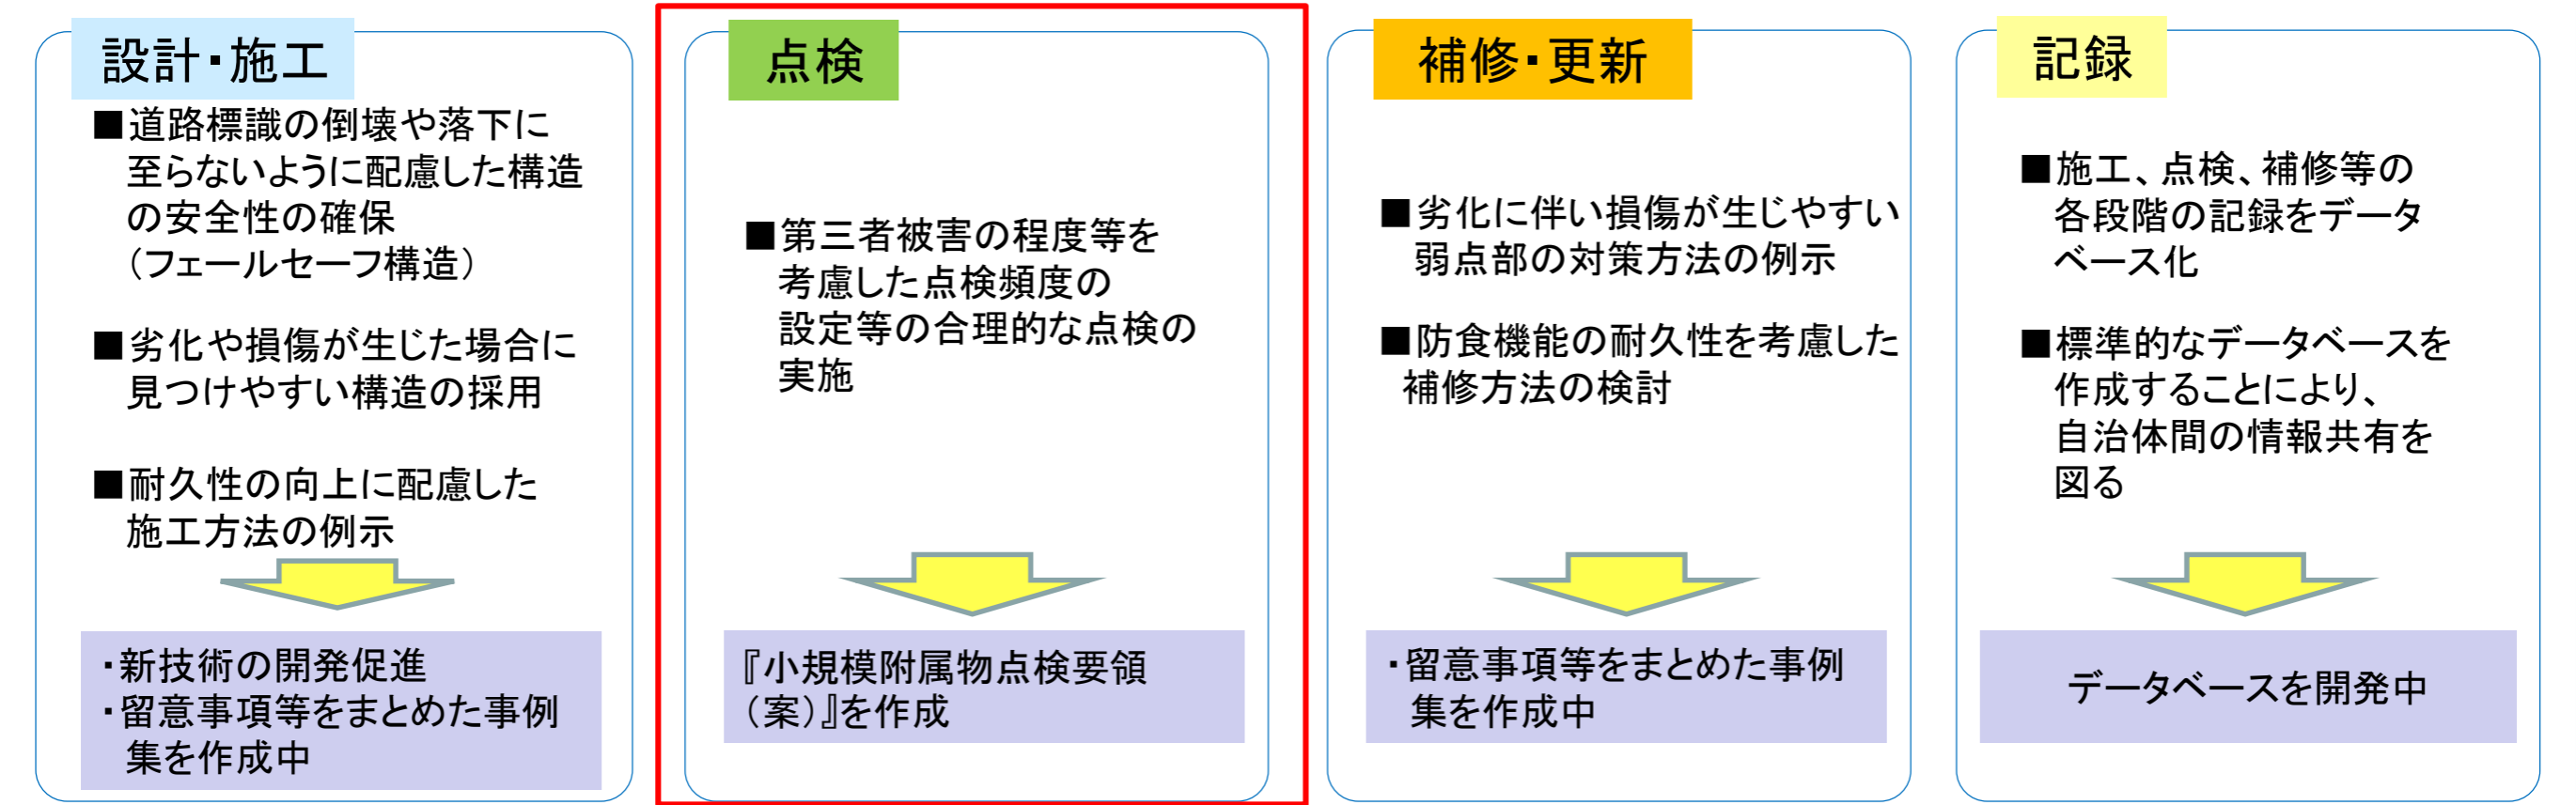 設計・施工
■道路標識の倒壊や落下に
至らないように配慮した構造
の安全性の確保
（フェールセーフ構造）
■劣化や損傷が生じた場合に
見つけやすい構造の採用
■耐久性の向上に配慮した
施工方法の例示
・新技術の開発促進
・留意事項等をまとめた事例
集を作成中
点検
■第三者被害の程度等を
考慮した点検頻度の
設定等の合理的な点検の
実施
『小規模附属物点検要領
（案）』を作成
補修・更新
■劣化に伴い損傷が生じやすい
弱点部の対策方法の例示
■防食機能の耐久性を考慮した
補修方法の検討
・留意事項等をまとめた事例
集を作成中
記録
■施工、点検、補修等の
各段階の記録をデータ
ベース化
■標準的なデータベースを
作成することにより、
自治体間の情報共有を
図る
データベースを開発中